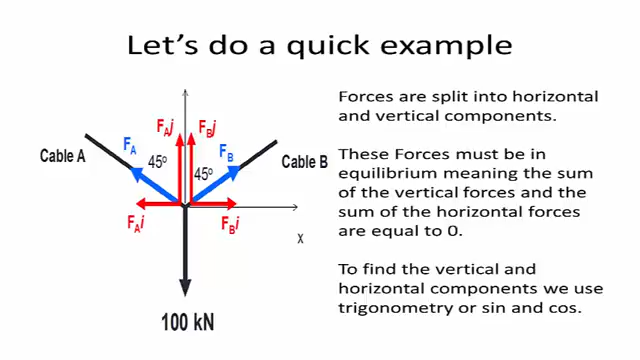 Let's do a quick example
Forces are split into horizontal
and vertical components.
These Forces must be in
equilibrium meaning the sum
of the vertical forces and the
sum of the horizontal forces
are equal to 0.
To find the vertical and
horizontal components we use
trigonometry or sin and cos.
FAj FBj
FA FB
Cable A 45o 45o Cable B
FAi FBi
x
100 kN